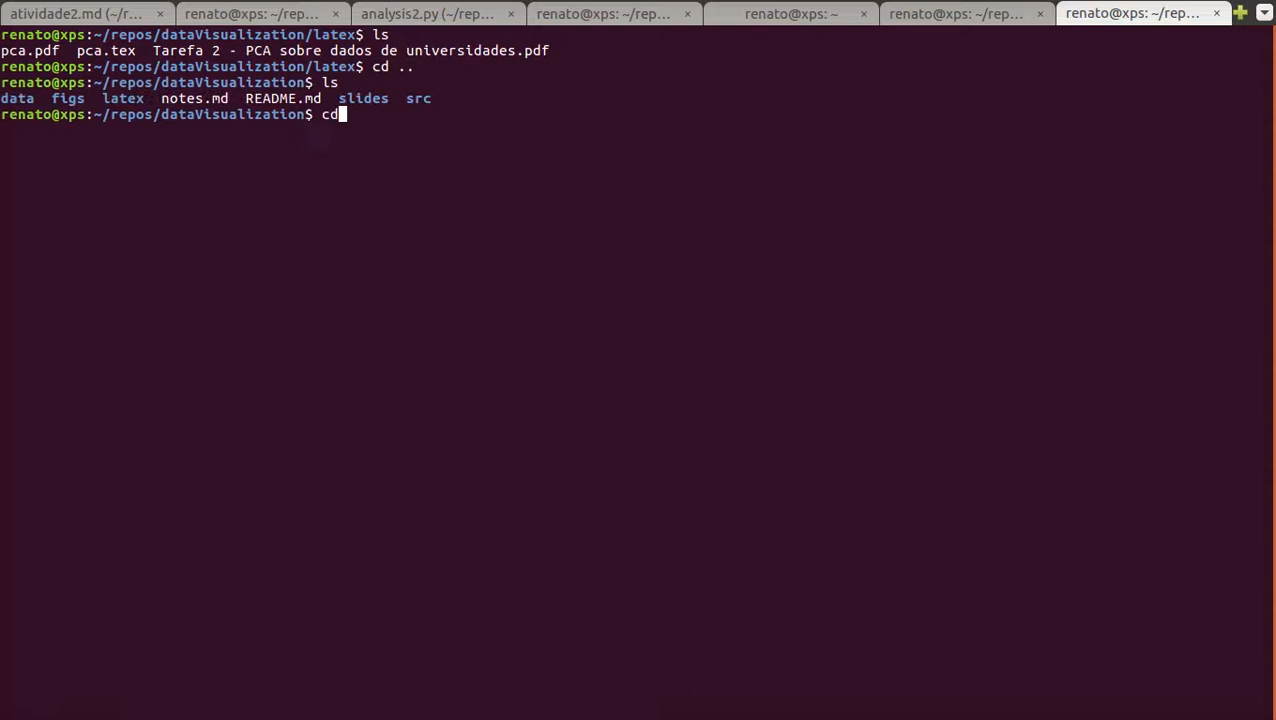 atividade2.md (~/r... × renato@xps: ~/rep... × analysis2.py (~/rep... × renato@xps: ~/rep... × renato@xps: ~ × renato@xps: ~/rep... × renato@xps: ~/rep... ×
renato@xps:~/repos/dataVisualization/latex$ ls
pca.pdf  pca.tex  Tarefa 2 - PCA sobre dados de universidades.pdf
renato@xps:~/repos/dataVisualization/latex$ cd ..
renato@xps:~/repos/dataVisualization$ ls
data  figs  latex  notes.md  README.md  slides  src
renato@xps:~/repos/dataVisualization$ cd